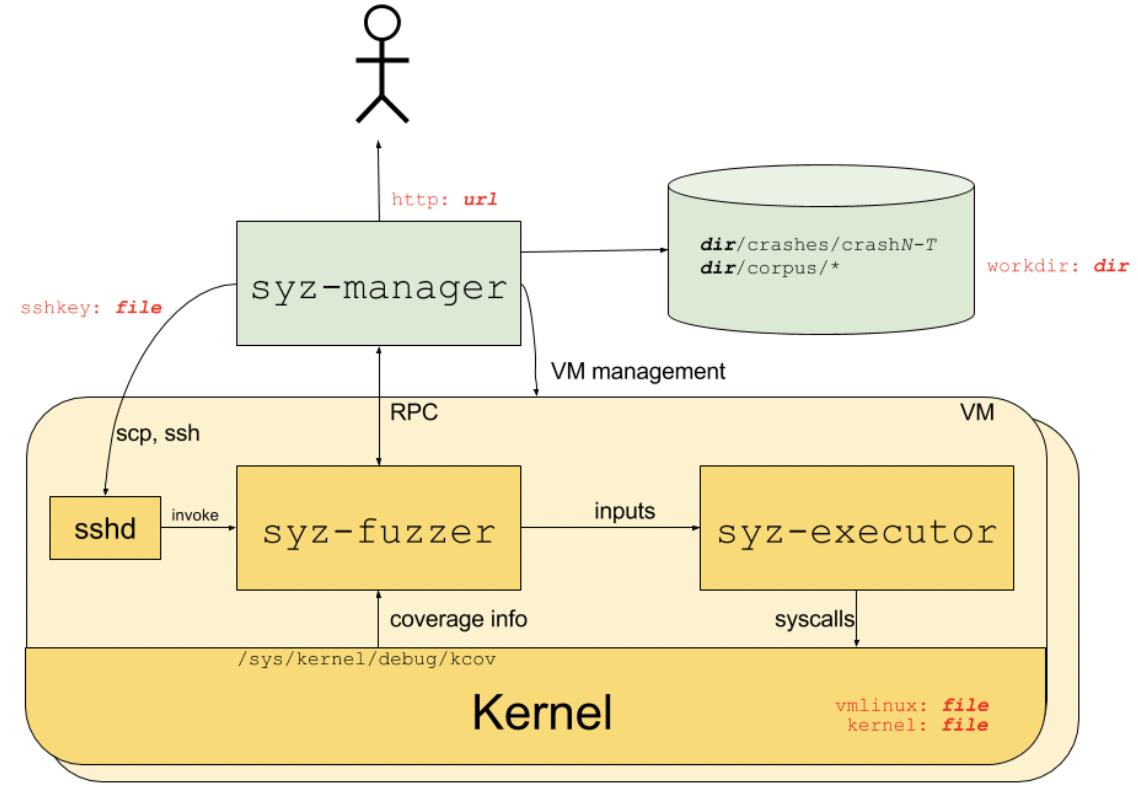 http: url
dir/crashes/crashN-T
dir/corpus/*
workdir: dir
syz-manager
sshkey: file
VM management
RPC
VM
scp, ssh
sshd
invoke
syz-fuzzer
inputs
syz-executor
coverage info
syscalls
/sys/kernel/debug/kcov
Kernel
vmlinux: file
kernel: file